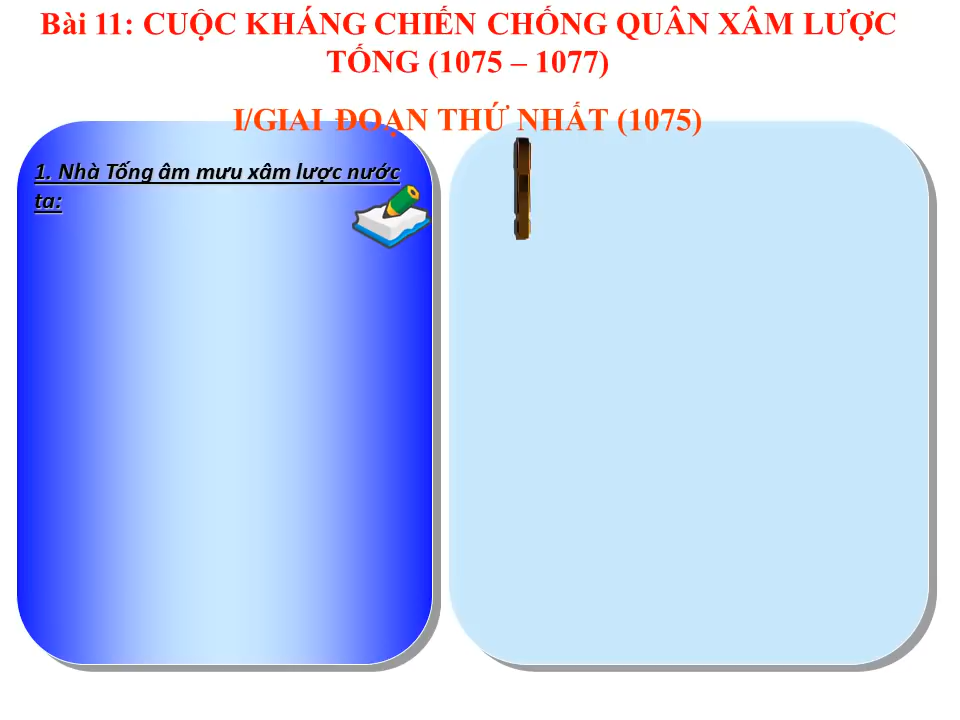 Bài 11: CUỘC KHÁNG CHIẾN CHỐNG QUÂN XÂM LƯỢC
TỐNG (1075 – 1077)
I/GIAI ĐOẠN THỨ NHẤT (1075)
1. Nhà Tống âm mưu xâm lược nước
ta: